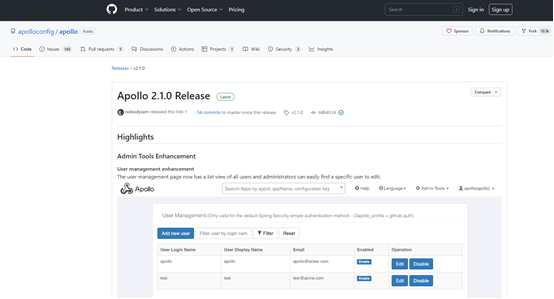 Product Solutions Open Source Pricing
Search / Sign in Sign up
apolloconfig / apollo Public
Sponsor Notifications Fork 10.1k
Code Issues 140 Pull requests 5 Discussions Actions Projects 1 Wiki Security 3 Insights
Releases / v2.1.0
Apollo 2.1.0 Release Latest
Compare
nobodyiam released this Feb 1 · 54 commits to master since this release v2.1.0
Highlights
Admin Tools Enhancement
User management enhancement
The user management page now has a list view of all users and administrators can easily find a specific user to edit.
Apollo Search Apps by appId, appName, configuration key Help Language Admin Tools apollo(apollo)
User Management (Only valid for the default Spring Security simple authentication method: - Dapollo_profile = github,auth)
Add new user Filter user by login nam Filter Reset
User Login Name User Display Name Email Enabled Operation
apollo apollo apollo@acme.com Enable Edit Disable
test test test@acme.com Enable Edit Disable